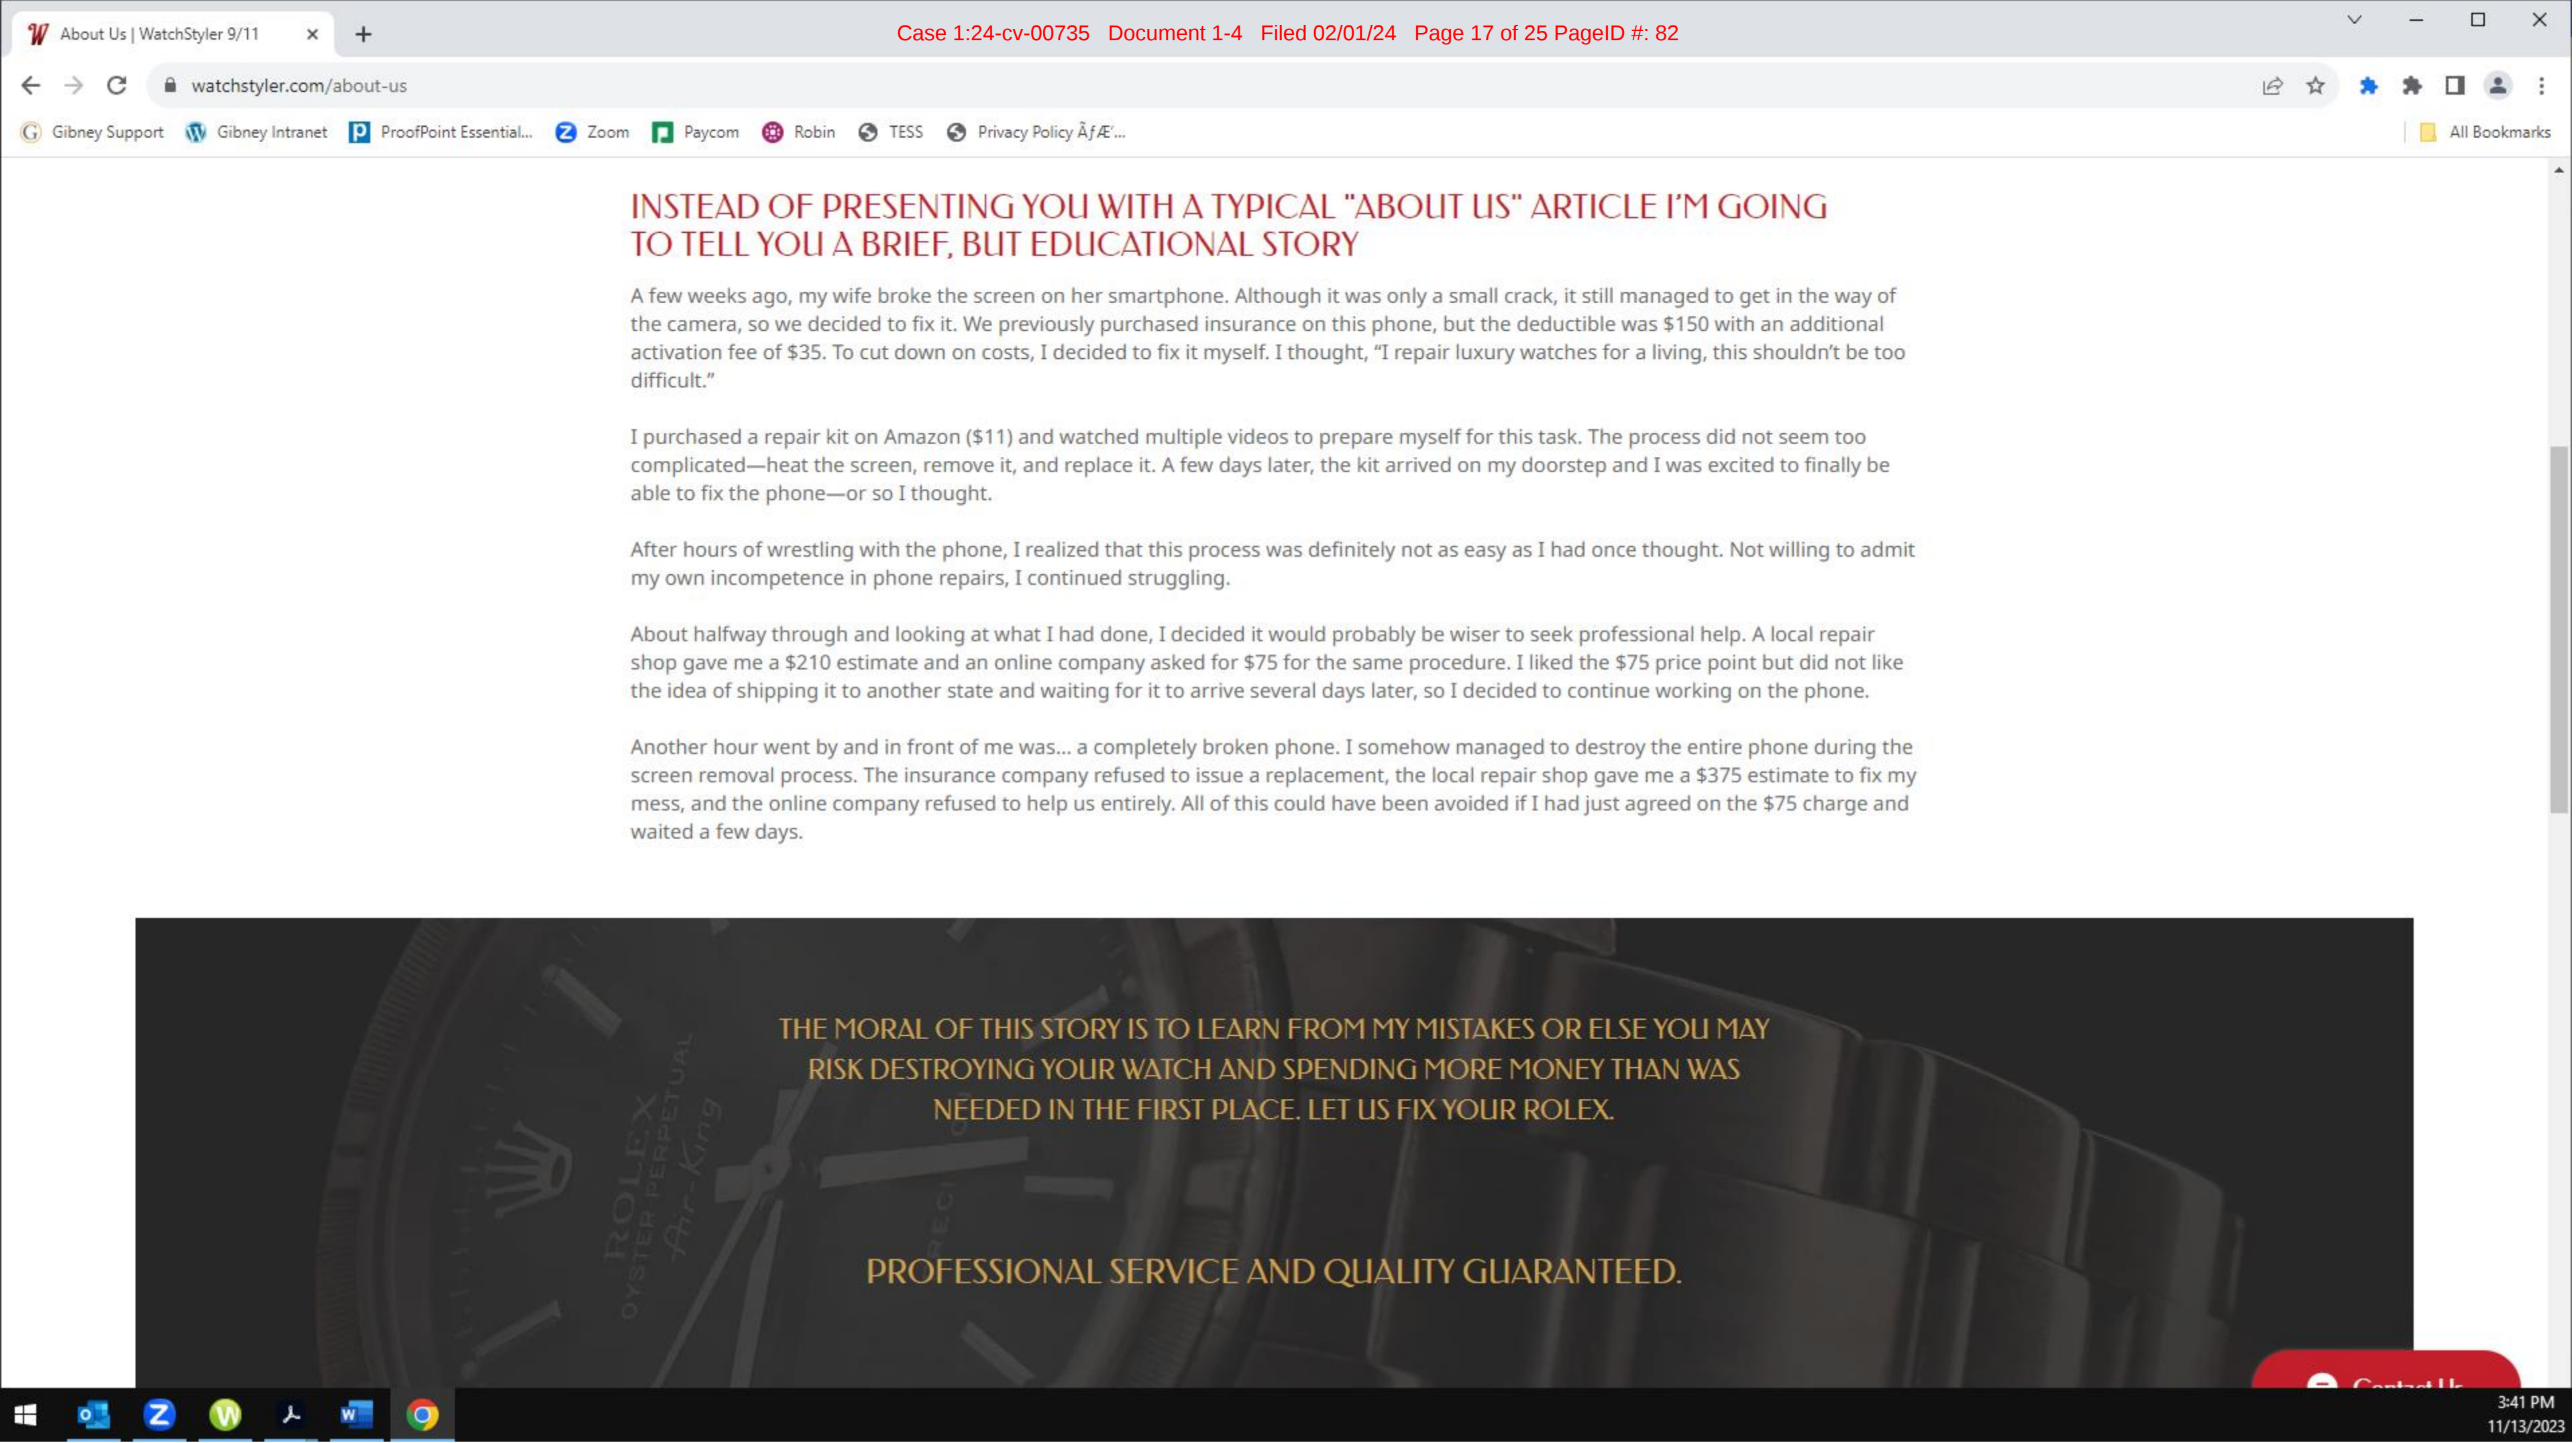 About Us | WatchStyler 9/11
Case 1:24-cv-00735 Document 1-4 Filed 02/01/24 Page 17 of 25 PageID #: 82
watchstyler.com/about-us
Gibney Support Gibney Intranet ProofPoint Essential... Zoom Paycom Robin TESS Privacy Policy ÃƒÆ'... All Bookmarks
INSTEAD OF PRESENTING YOU WITH A TYPICAL "ABOUT US" ARTICLE I'M GOING
TO TELL YOU A BRIEF, BUT EDUCATIONAL STORY
A few weeks ago, my wife broke the screen on her smartphone. Although it was only a small crack, it still managed to get in the way of
the camera, so we decided to fix it. We previously purchased insurance on this phone, but the deductible was $150 with an additional
activation fee of $35. To cut down on costs, I decided to fix it myself. I thought, “I repair luxury watches for a living, this shouldn’t be too
difficult.”
I purchased a repair kit on Amazon ($11) and watched multiple videos to prepare myself for this task. The process did not seem too
complicated—heat the screen, remove it, and replace it. A few days later, the kit arrived on my doorstep and I was excited to finally be
able to fix the phone—or so I thought.
After hours of wrestling with the phone, I realized that this process was definitely not as easy as I had once thought. Not willing to admit
my own incompetence in phone repairs, I continued struggling.
About halfway through and looking at what I had done, I decided it would probably be wiser to seek professional help. A local repair
shop gave me a $210 estimate and an online company asked for $75 for the same procedure. I liked the $75 price point but did not like
the idea of shipping it to another state and waiting for it to arrive several days later, so I decided to continue working on the phone.
Another hour went by and in front of me was... a completely broken phone. I somehow managed to destroy the entire phone during the
screen removal process. The insurance company refused to issue a replacement, the local repair shop gave me a $375 estimate to fix my
mess, and the online company refused to help us entirely. All of this could have been avoided if I had just agreed on the $75 charge and
waited a few days.
THE MORAL OF THIS STORY IS TO LEARN FROM MY MISTAKES OR ELSE YOU MAY
RISK DESTROYING YOUR WATCH AND SPENDING MORE MONEY THAN WAS
NEEDED IN THE FIRST PLACE. LET US FIX YOUR ROLEX.
ROLEX
OYSTER PERPETUAL
Air-King
PROFESSIONAL SERVICE AND QUALITY GUARANTEED.
Contact Us
3:41 PM
11/13/2023